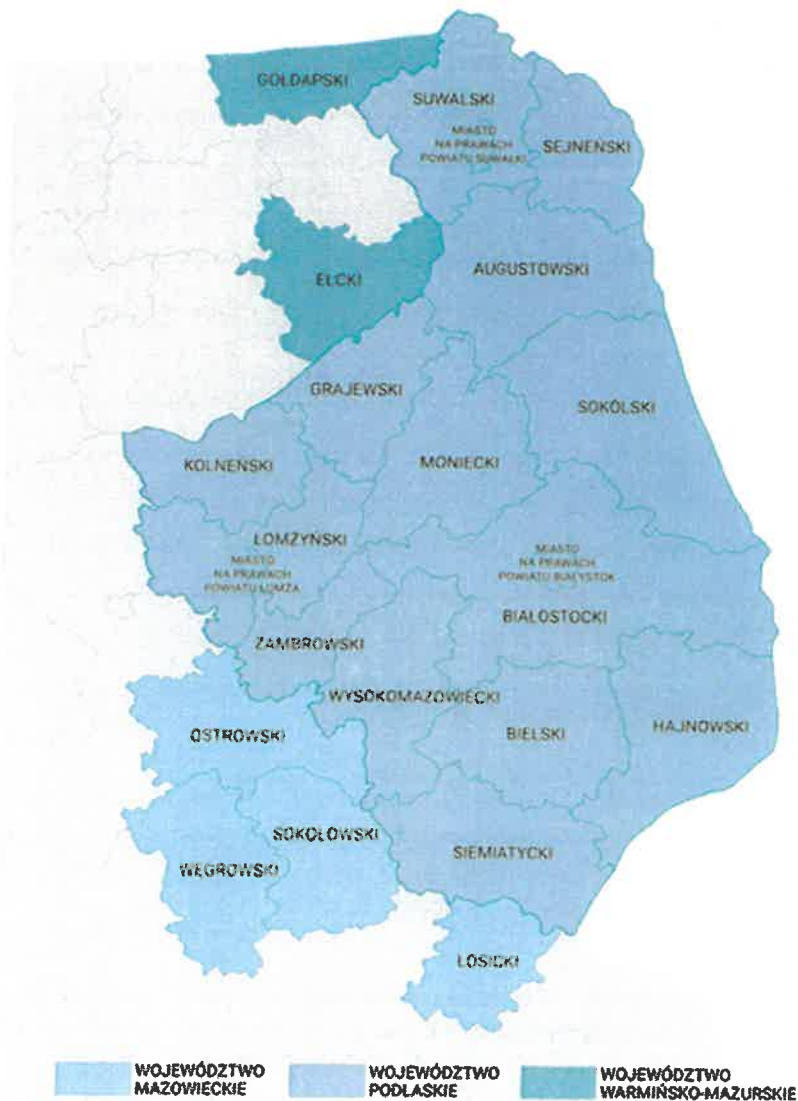 GOŁDAPSKI
SUWALSKI
MIASTO
NA PRAWACH
POWIATU SUWAŁKI
SEJNEŃSKI
EŁCKI
AUGUSTOWSKI
GRAJEWSKI
SOKÓLSKI
KOLNEŃSKI
MONIECKI
ŁOMŻYŃSKI
MIASTO
NA PRAWACH
POWIATU ŁOMŻA
MIASTO
NA PRAWACH
POWIATU BIAŁYSTOK
BIAŁOSTOCKI
ZAMBROWSKI
WYSOKOMAZOWIECKI
OSTROWSKI
BIELSKI
HAJNOWSKI
SOKOŁOWSKI
SIEMIATYCKI
WĘGROWSKI
ŁOSICKI
WOJEWÓDZTWO
MAZOWIECKIE
WOJEWÓDZTWO
PODLASKIE
WOJEWÓDZTWO
WARMIŃSKO-MAZURSKIE